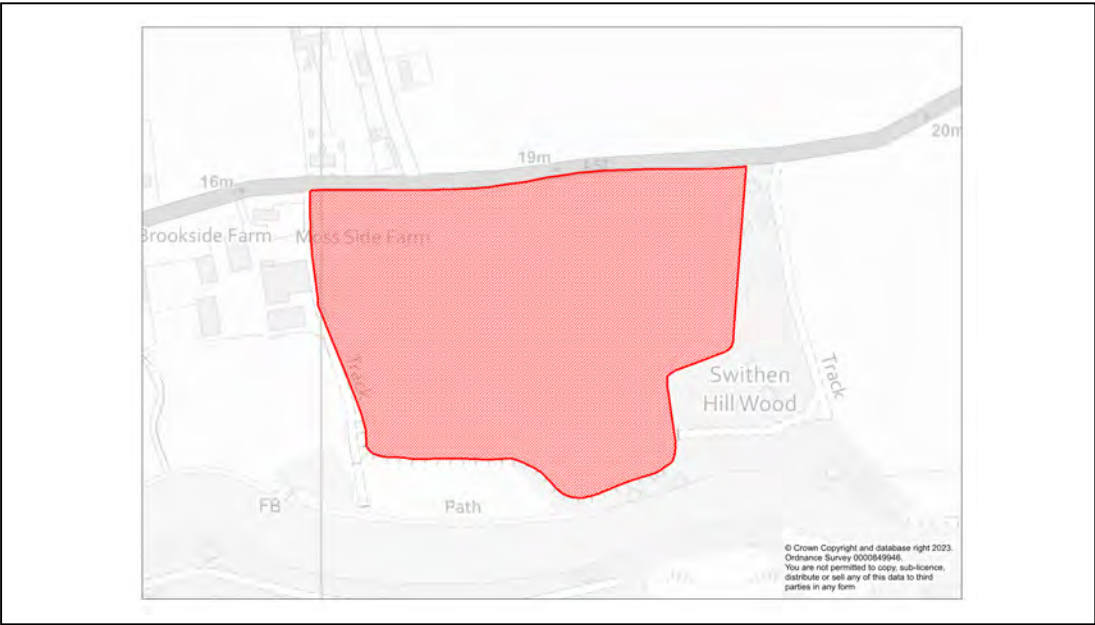 20m
19m
16m
Brookside Farm
Moss Side Farm
Track
Swithen
Hill Wood
Track
FB
Path
© Crown Copyright and database right 2023.
Ordnance Survey 0000849946.
You are not permitted to copy, sub-licence,
distribute or sell any of this data to third
parties in any form